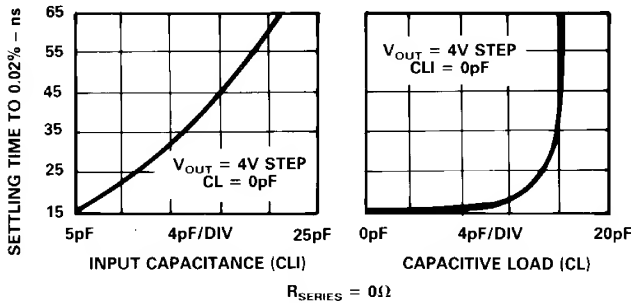 SETTLING TIME TO 0.02% – ns
65
55
45
35
25
15
V_OUT = 4V STEP
CL = 0pF
5pF 4pF/DIV 25pF
INPUT CAPACITANCE (CLI)
V_OUT = 4V STEP
CLI = 0pF
0pF 4pF/DIV 20pF
CAPACITIVE LOAD (CL)
R_SERIES = 0Ω